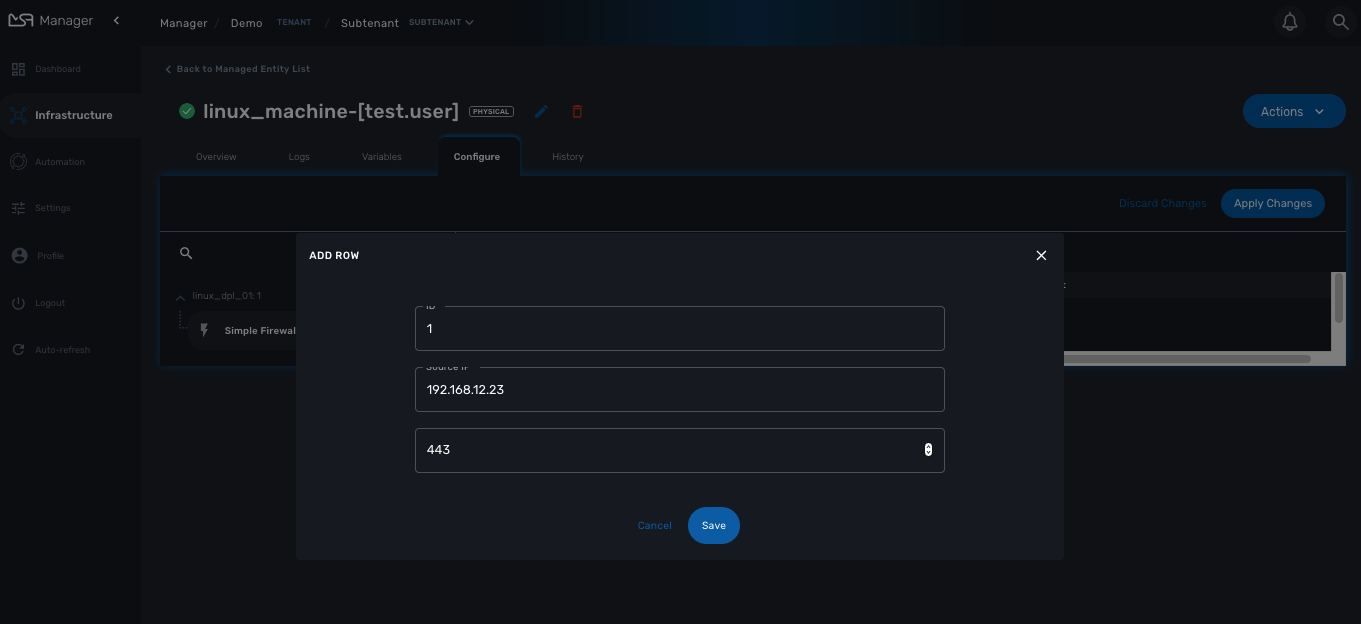 MSA Manager
Manager / Demo TENANT / Subtenant SUBTENANT
Dashboard
Back to Managed Entity List
Infrastructure
linux_machine-[test.user] PHYSICAL
Actions
Automation
Overview Logs Variables Configure History
Settings
Discard Changes Apply Changes
Profile
ADD ROW
Logout
linux_dpl_01: 1
ID
1
Simple Firewal
Auto-refresh
Source IP
192.168.12.23
443
Cancel Save